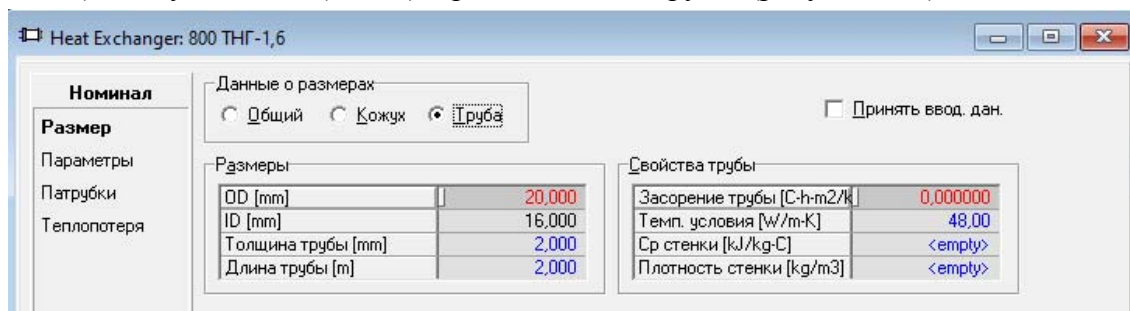 Heat Exchanger: 800 ТНГ-1,6
Номинал
Размер
Параметры
Патрубки
Теплопотеря
Данные о размерах
Общий Кожух Труба
Принять ввод. дан.
Размеры
OD [mm] 20,000
ID [mm] 16,000
Толщина трубы [mm] 2,000
Длина трубы [m] 2,000
Свойства трубы
Засорение трубы [C-h-m2/k 0,000000
Темп. условия [W/m-K] 48,00
Cp стенки [kJ/kg-C] <empty>
Плотность стенки [kg/m3] <empty>